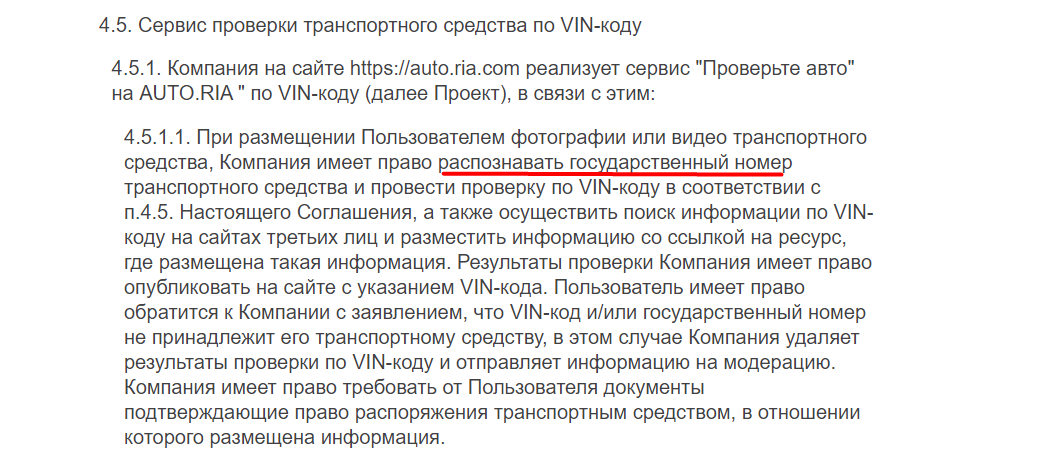 4.5. Сервис проверки транспортного средства по VIN-коду
4.5.1. Компания на сайте https://auto.ria.com реализует сервис "Проверьте авто"
на AUTO.RIA " по VIN-коду (далее Проект), в связи с этим:
4.5.1.1. При размещении Пользователем фотографии или видео транспортного
средства, Компания имеет право распознавать государственный номер
транспортного средства и провести проверку по VIN-коду в соответствии с
п.4.5. Настоящего Соглашения, а также осуществить поиск информации по VIN-
коду на сайтах третьих лиц и разместить информацию со ссылкой на ресурс,
где размещена такая информация. Результаты проверки Компания имеет право
опубликовать на сайте с указанием VIN-кода. Пользователь имеет право
обратится к Компании с заявлением, что VIN-код и/или государственный номер
не принадлежит его транспортному средству, в этом случае Компания удаляет
результаты проверки по VIN-коду и отправляет информацию на модерацию.
Компания имеет право требовать от Пользователя документы
подтверждающие право распоряжения транспортным средством, в отношении
которого размещена информация.